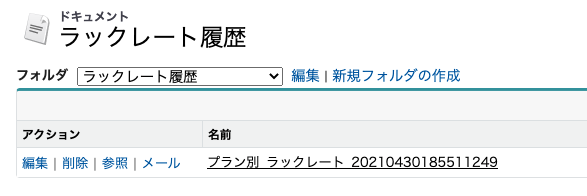 ドキュメント
ラックレート履歴
フォルダ ラックレート履歴 編集 | 新規フォルダの作成
アクション 名前
編集 | 削除 | 参照 | メール プラン別_ラックレート_20210430185511249